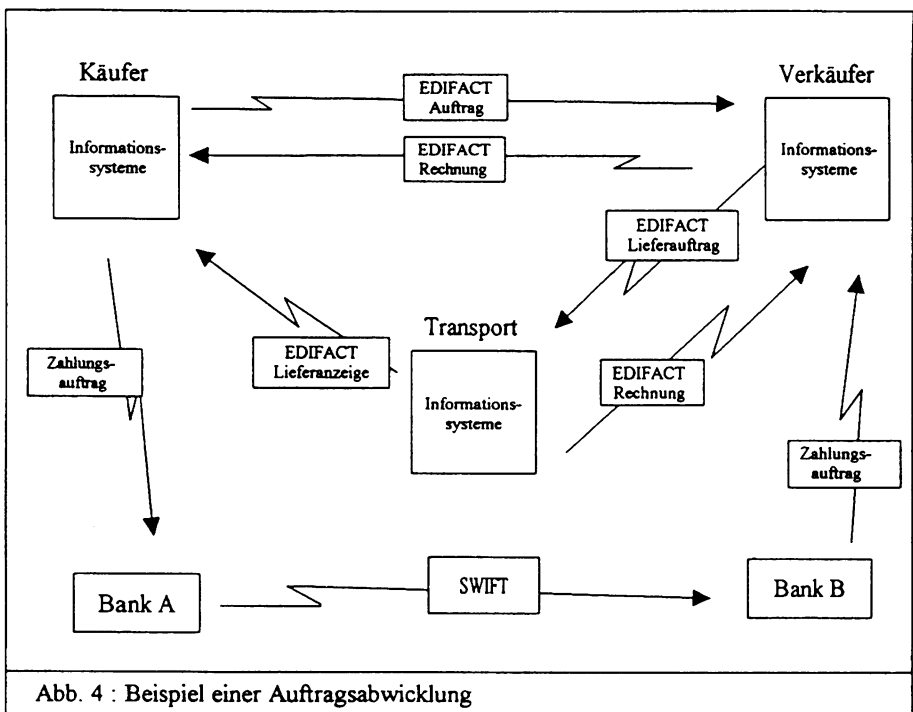 Käufer
Verkäufer
EDIFACT
Auftrag
Informations-
systeme
EDIFACT
Rechnung
Informations-
systeme
EDIFACT
Lieferauftrag
Transport
Zahlungs-
auftrag
EDIFACT
Lieferanzeige
Informations-
systeme
EDIFACT
Rechnung
Zahlungs-
auftrag
Bank A
SWIFT
Bank B
Abb. 4 : Beispiel einer Auftragsabwicklung